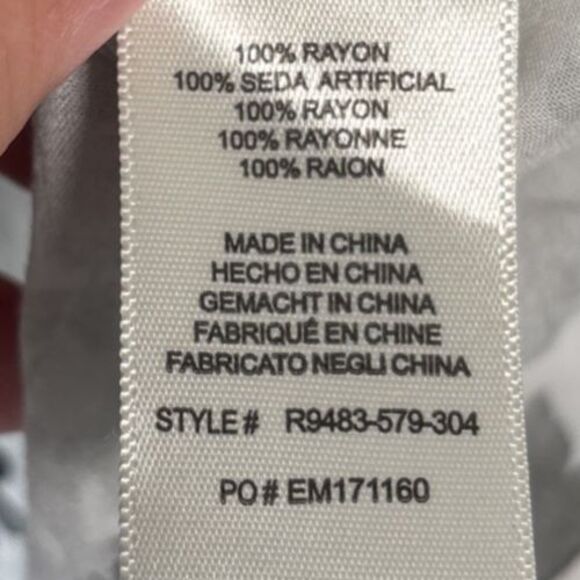 100% RAYON
100% SEDA ARTIFICIAL
100% RAYON
100% RAYONNE
100% RAION
MADE IN CHINA
HECHO EN CHINA
GEMACHT IN CHINA
FABRIQUÉ EN CHINE
FABRICATO NEGLI CHINA
STYLE# R9483-579-304
PO# EM171160